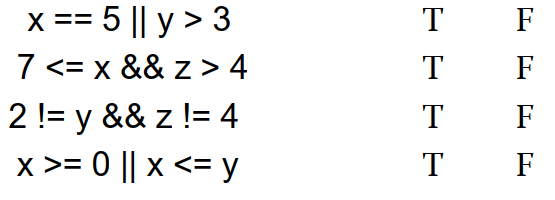 x == 5 || y > 3 T F
7 <= x && z > 4 T F
2 != y && z != 4 T F
x >= 0 || x <= y T F